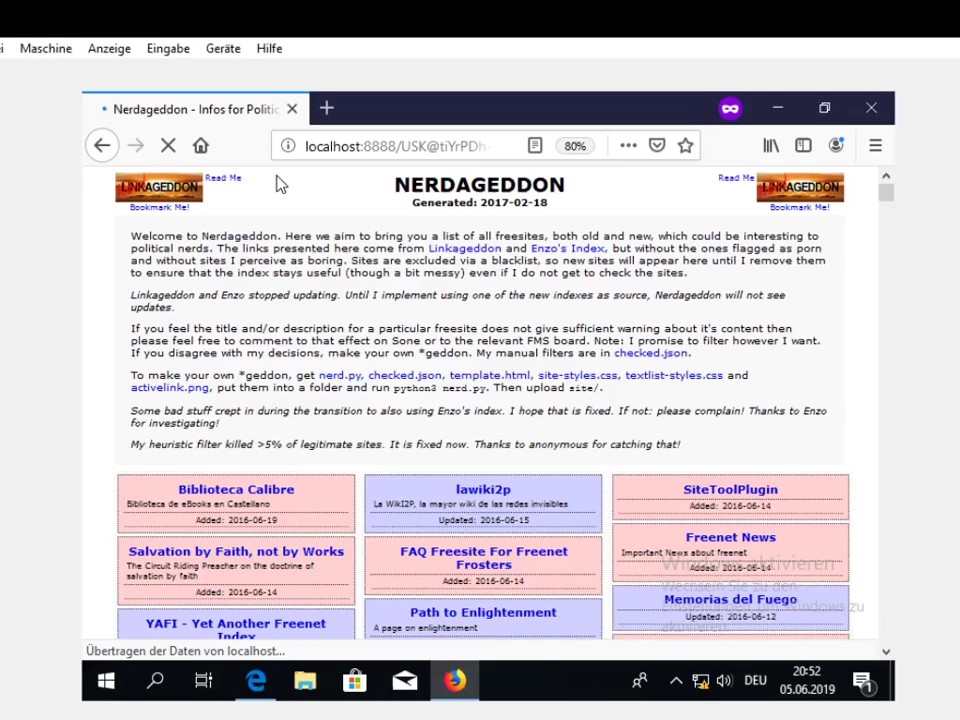 Maschine Anzeige Eingabe Geräte Hilfe
Nerdageddon - Infos for Politic
localhost:8888/USK@tiYrPDh 80%
LINKAGEDDON Read Me NERDAGEDDON Read Me LINKAGEDDON
Bookmark Me! Generated: 2017-02-18 Bookmark Me!
Welcome to Nerdageddon. Here we aim to bring you a list of all freesites, both old and new, which could be interesting to
political nerds. The links presented here come from Linkageddon and Enzo's Index, but without the ones flagged as porn
and without sites I perceive as boring. Sites are excluded via a blacklist, so new sites will appear here until I remove them
to ensure that the index stays useful (though a bit messy) even if I do not get to check the sites.
Linkageddon and Enzo stopped updating. Until I implement using one of the new indexes as source, Nerdageddon will not see
updates.
If you feel the title and/or description for a particular freesite does not give sufficient warning about it's content then
please feel free to comment to that effect on Sone or to the relevant FMS board. Note: I promise to filter however I want.
If you disagree with my decisions, make your own *geddon. My manual filters are in checked.json.
To make your own *geddon, get nerd.py, checked.json, template.html, site-styles.css, textlist-styles.css and
activelink.png, put them into a folder and run python3 nerd.py. Then upload site/.
Some bad stuff crept in during the transition to also using Enzo's index. I hope that is fixed. If not: please complain! Thanks to Enzo
for investigating!
My heuristic filter killed >5% of legitimate sites. It is fixed now. Thanks to anonymous for catching that!
Biblioteca Calibre
Biblioteca de eBooks en Castellano
Added: 2016-06-19
Salvation by Faith, not by Works
The Circuit Riding Preacher on the doctrine of
salvation by faith
Added: 2016-06-14
YAFI - Yet Another Freenet
Index
lawiki2p
La WikI2P, la mayor wiki de las redes invisibles
Updated: 2016-06-15
FAQ Freesite For Freenet
Frosters
Added: 2016-06-14
Path to Enlightenment
A page on enlightenment
SiteToolPlugin
Added: 2016-06-14
Freenet News
Important News about freenet
Added: 2016-06-14
Memorias del Fuego
Updated: 2016-06-12
Windows aktivieren
Wechseln Sie zu den
Einstellungen, um Windows zu
aktivieren.
Übertragen der Daten von localhost...
DEU 20:52
05.06.2019
1